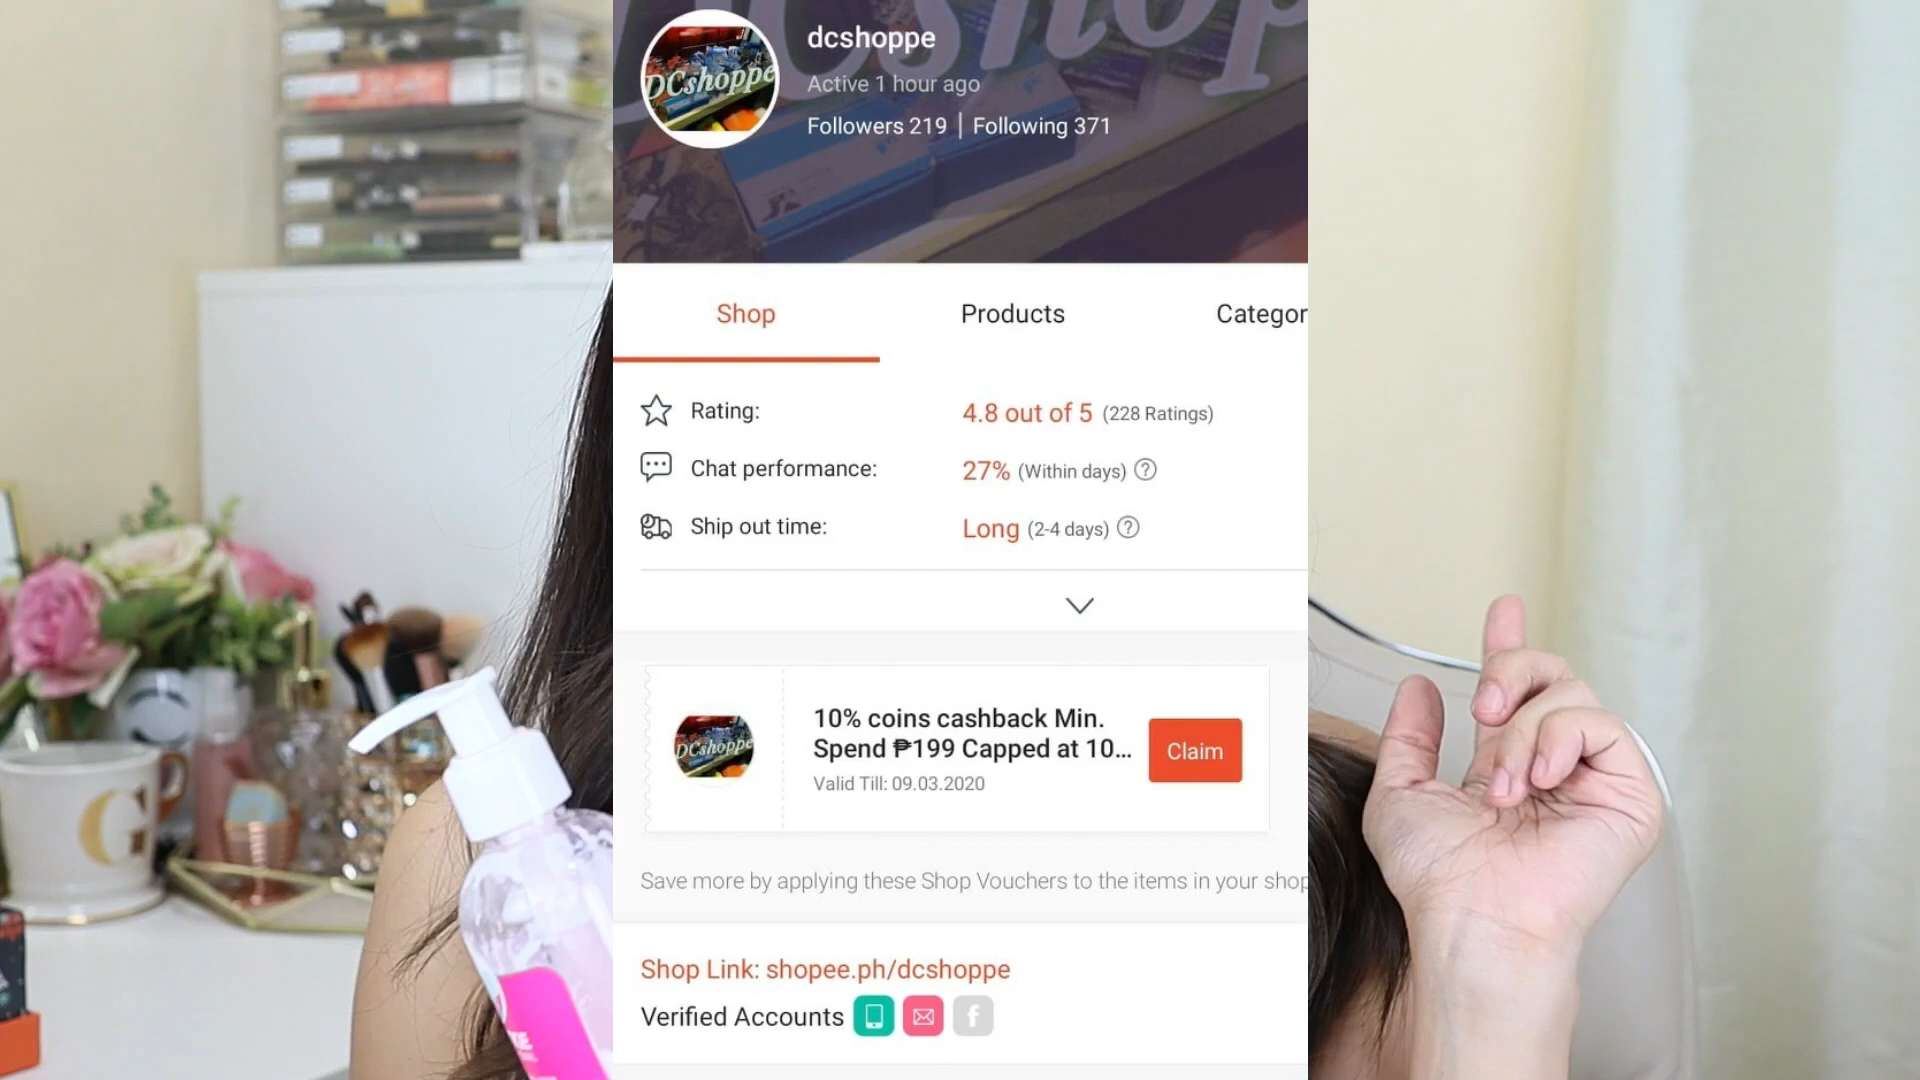 DCshop
dcshoppe
DCshoppe
Active 1 hour ago
Followers 219 | Following 371
Shop Products Categor
Rating: 4.8 out of 5 (228 Ratings)
Chat performance: 27% (Within days) ?
Ship out time: Long (2-4 days) ?
10% coins cashback Min.
Spend ₱199 Capped at 10...
DCshoppe
Claim
Valid Till: 09.03.2020
Save more by applying these Shop Vouchers to the items in your shop
Shop Link: shopee.ph/dcshoppe
Verified Accounts f
G